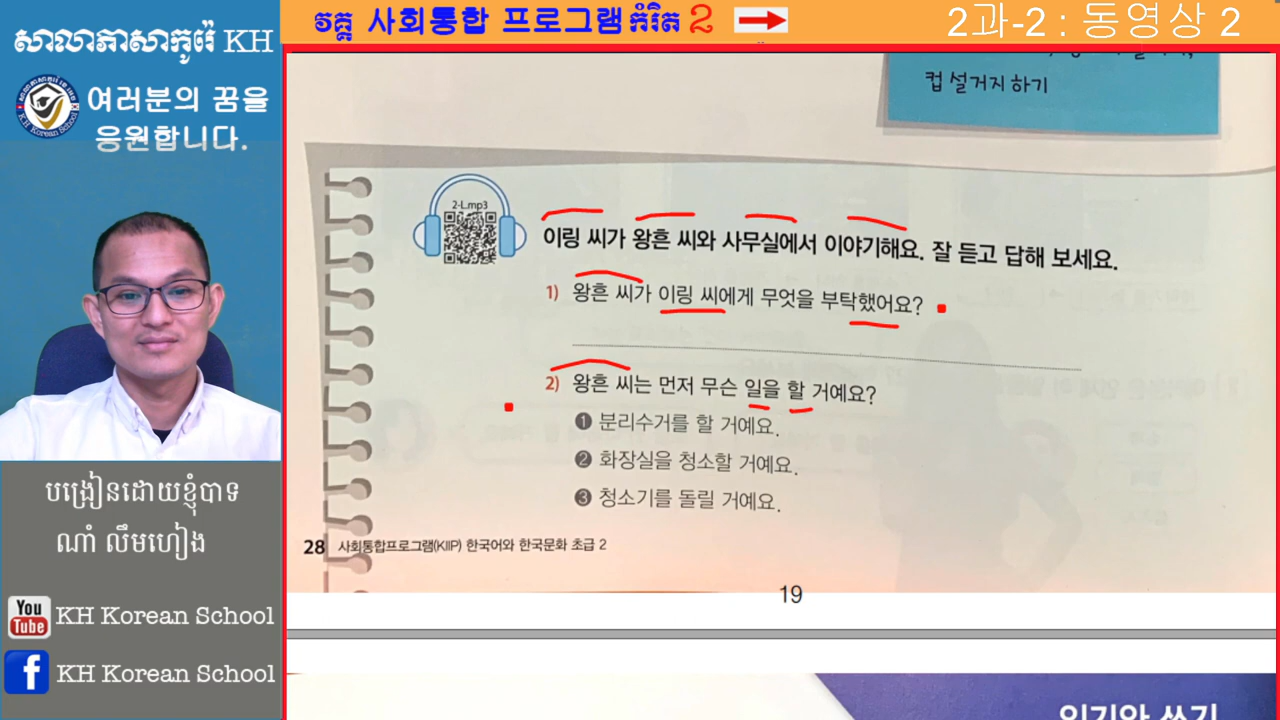 សាលាភាសាកូរ៉េ KH
여러분의 꿈을
응원합니다.
វគ្គ 사회통합 프로그램 កំរិត 2
2과-2 : 동영상 2
컵 설거지하기
2-L.mp3
이링 씨가 왕흔 씨와 사무실에서 이야기해요. 잘 듣고 답해 보세요.
1) 왕흔 씨가 이링 씨에게 무엇을 부탁했어요?
2) 왕흔 씨는 먼저 무슨 일을 할 거예요?
❶ 분리수거를 할 거예요.
❷ 화장실을 청소할 거예요.
❸ 청소기를 돌릴 거예요.
28 사회통합프로그램(KIIP) 한국어와 한국문화 초급 2
19
읽기와 쓰기
បង្រៀនដោយខ្ញុំបាទ
ណាំ លឹមហៀង
You Tube KH Korean School
f KH Korean School